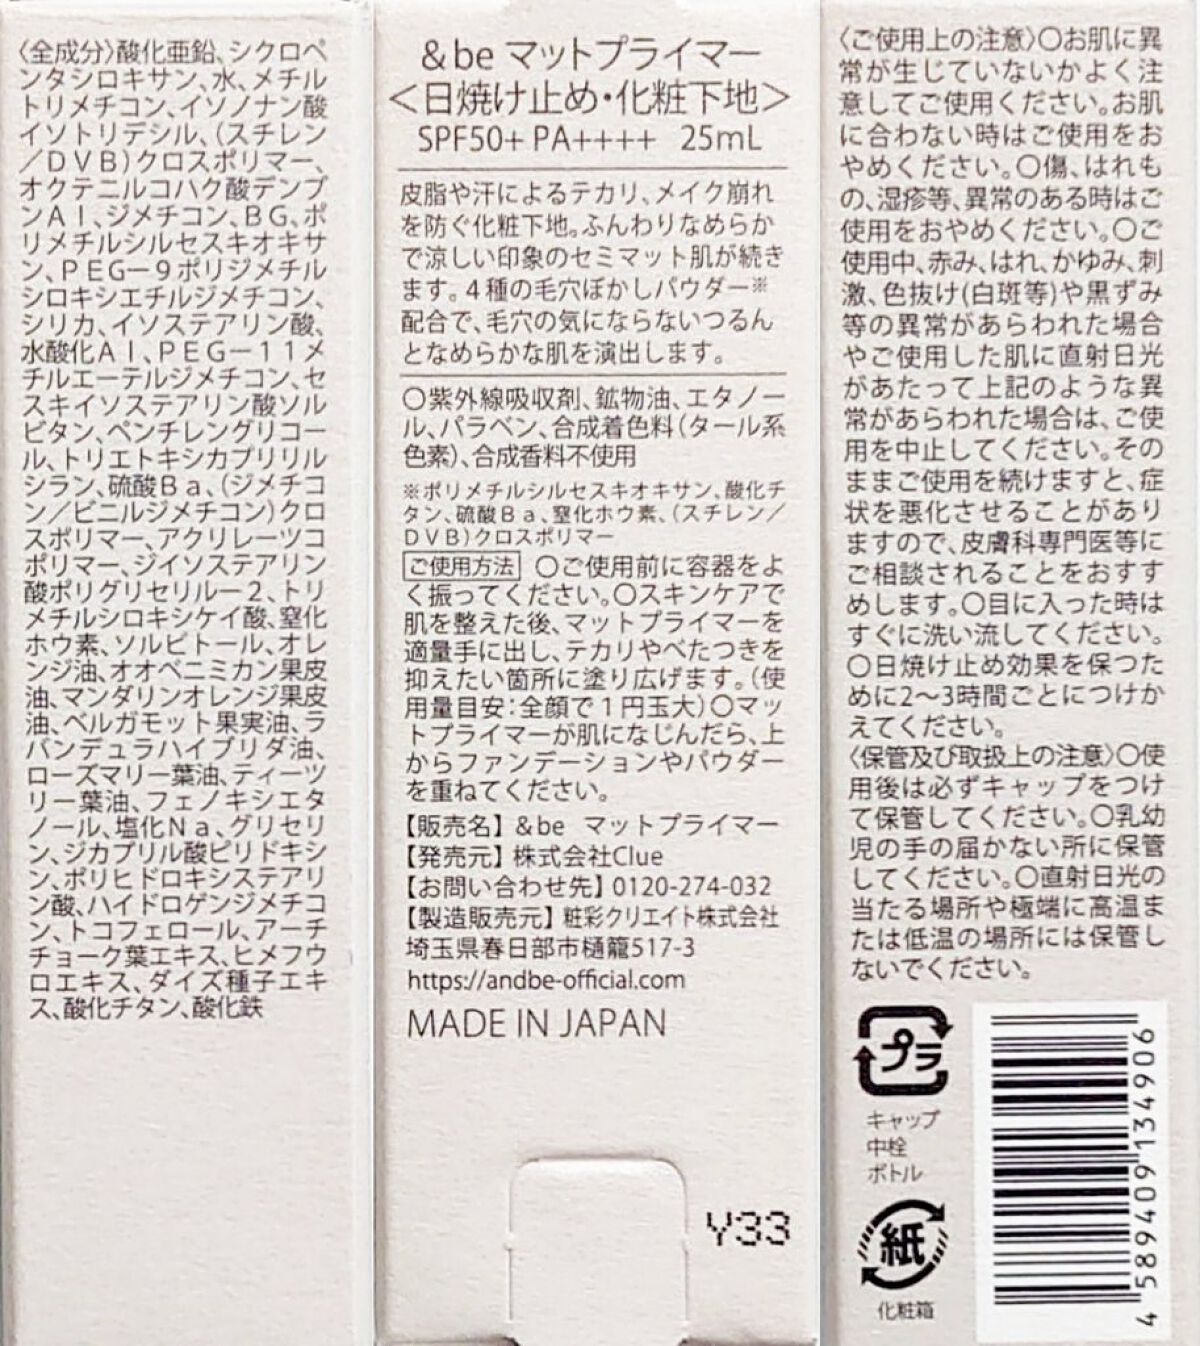 〈全成分〉酸化亜鉛、シクロペ
ンタシロキサン、水、メチル
トリメチコン、イソノナン酸
イソトリデシル、(スチレン
/DVB)クロスポリマー、
オクテニルコハク酸デンプ
ンAl、ジメチコン、BG、ポ
リメチルシルセスキオキサ
ン、PEG−9ポリジメチル
シロキシエチルジメチコン、
シリカ、イソステアリン酸、
水酸化Al、PEG−11メ
チルエーテルジメチコン、セ
スキイソステアリン酸ソル
ビタン、ペンチレングリコー
ル、トリエトキシカプリリル
シラン、硫酸Ba、(ジメチコ
ン/ビニルジメチコン)クロ
スポリマー、アクリレーツコ
ポリマー、ジイソステアリン
酸ポリグリセリル−2、トリ
メチルシロキシケイ酸、窒化
ホウ素、ソルビトール、オレ
ンジ油、オオベニミカン果皮
油、マンダリンオレンジ果皮
油、ベルガモット果実油、ラ
バンデュラハイブリダ油、
ローズマリー葉油、ティーツ
リー葉油、フェノキシエタ
ノール、塩化Na、グリセリ
ン、ジカプリル酸ピリドキシ
ン、ポリヒドロキシステアリ
ン酸、ハイドロゲンジメチコ
ン、トコフェロール、アーチ
チョーク葉エキス、ヒメフウ
ロエキス、ダイズ種子エキ
ス、酸化チタン、酸化鉄
&be マットプライマー
<日焼け止め・化粧下地>
SPF50+ PA++++ 25mL
皮脂や汗によるテカリ、メイク崩れ
を防ぐ化粧下地。ふんわりなめらか
で涼しい印象のセミマット肌が続き
ます。4種の毛穴ぼかしパウダー※
配合で、毛穴の気にならないつるん
となめらかな肌を演出します。
○紫外線吸収剤、鉱物油、エタノー
ル、パラベン、合成着色料(タール系
色素)、合成香料不使用
※ポリメチルシルセスキオキサン、酸化チ
タン、硫酸Ba、窒化ホウ素、(スチレン/
DVB)クロスポリマー
ご使用方法 ○ご使用前に容器をよ
く振ってください。○スキンケアで
肌を整えた後、マットプライマーを
適量手に出し、テカリやべたつきを
抑えたい箇所に塗り広げます。(使
用量目安:全顔で1円玉大)○マッ
トプライマーが肌になじんだら、上
からファンデーションやパウダー
を重ねてください。
【販売名】&be マットプライマー
【発売元】株式会社Clue
【お問い合わせ先】0120-274-032
【製造販売元】粧彩クリエイト株式会社
埼玉県春日部市樋籠517-3
https://andbe-official.com
MADE IN JAPAN
Y33
〈ご使用上の注意〉○お肌に異
常が生じていないかよく注
意してご使用ください。お肌
に合わない時はご使用をお
やめください。○傷、はれも
の、湿疹等、異常のある時はご
使用をおやめください。○ご
使用中、赤み、はれ、かゆみ、刺
激、色抜け(白斑等)や黒ずみ
等の異常があらわれた場合
やご使用した肌に直射日光
があたって上記のような異
常があらわれた場合は、ご使
用を中止してください。その
ままご使用を続けますと、症
状を悪化させることがあり
ますので、皮膚科専門医等に
ご相談されることをおすす
めします。○目に入った時は
すぐに洗い流してください。
○日焼け止め効果を保つた
めに2〜3時間ごとにつけか
えてください。
〈保管及び取扱上の注意〉○使
用後は必ずキャップをつけ
て保管してください。○乳幼
児の手の届かない所に保管
してください。○直射日光の
当たる場所や極端に高温ま
たは低温の場所には保管し
ないでください。
プラ
キャップ
中栓
ボトル
紙
化粧箱
4 589409 134906